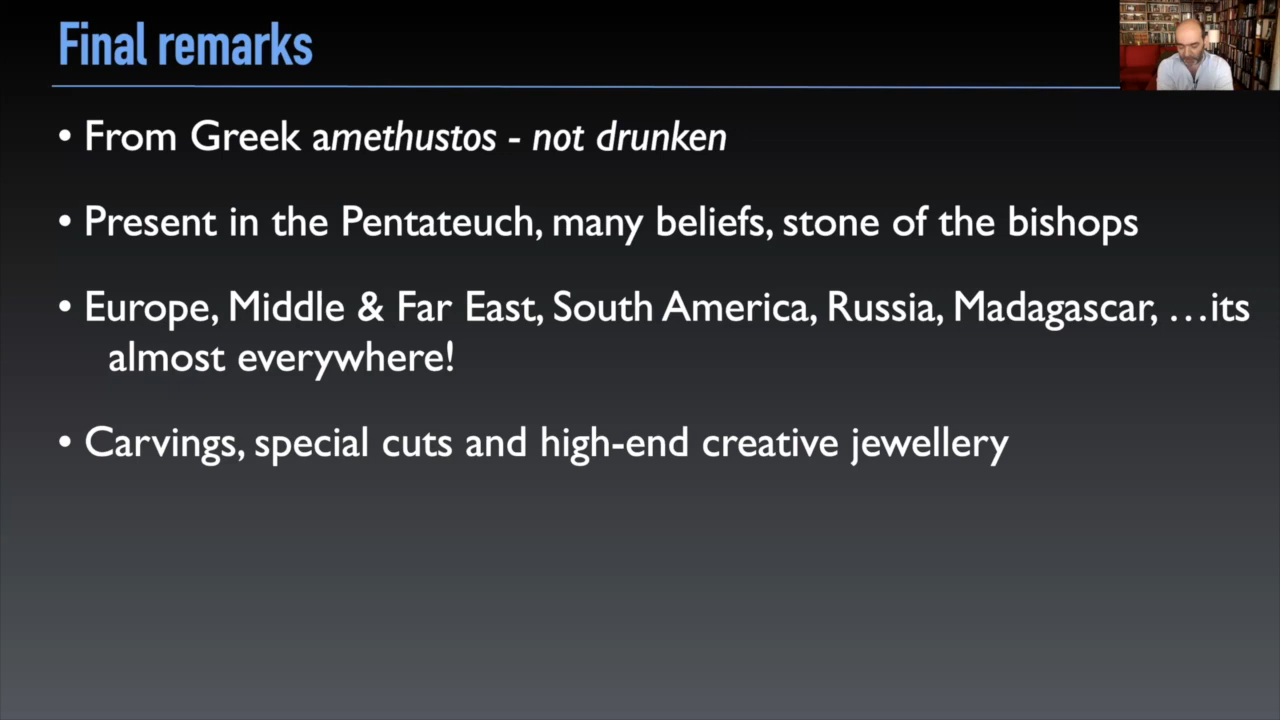 Final remarks
• From Greek amethustos - not drunken
• Present in the Pentateuch, many beliefs, stone of the bishops
• Europe, Middle & Far East, South America, Russia, Madagascar, …its
almost everywhere!
• Carvings, special cuts and high-end creative jewellery